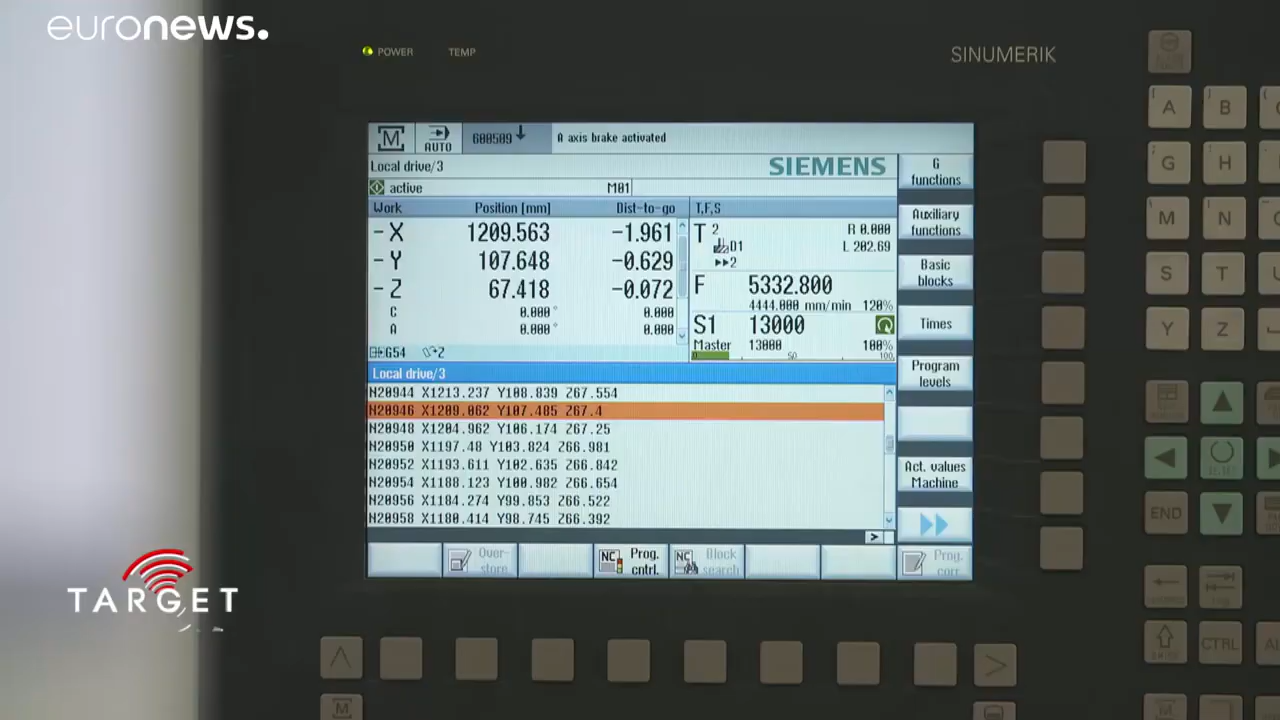 euronews.
POWER
TEMP
SINUMERIK
M
AUTO
600509
A axis brake activated
Local drive/3
SIEMENS
active
M01
Work
Position [mm]
Dist-to-go
T,F,S
-X 1209.563 -1.961
-Y 107.648 -0.629
-Z 67.418 -0.072
C 0.000° 0.000
A 0.000° 0.000
G54
2
T 2
R 0.000
D1
L 202.69
2
F 5332.800
4444.000 mm/min 120%
S1 13000
Master 13000 100%
0 50 100
Local drive/3
N20944 X1213.237 Y108.839 Z67.554
N20946 X1209.062 Y107.485 Z67.4
N20948 X1204.962 Y106.174 Z67.25
N20950 X1197.48 Y103.824 Z66.981
N20952 X1193.611 Y102.635 Z66.842
N20954 X1188.123 Y100.982 Z66.654
N20956 X1184.274 Y99.853 Z66.522
N20958 X1180.414 Y98.745 Z66.392
G functions
Auxiliary functions
Basic blocks
Times
Program levels
Act. values Machine
Over-store
NC Prog. cntrl.
NC Block search
Prog. corr.
A B
G H
M N
S T
Y Z
END
CTRL
M
TARGET